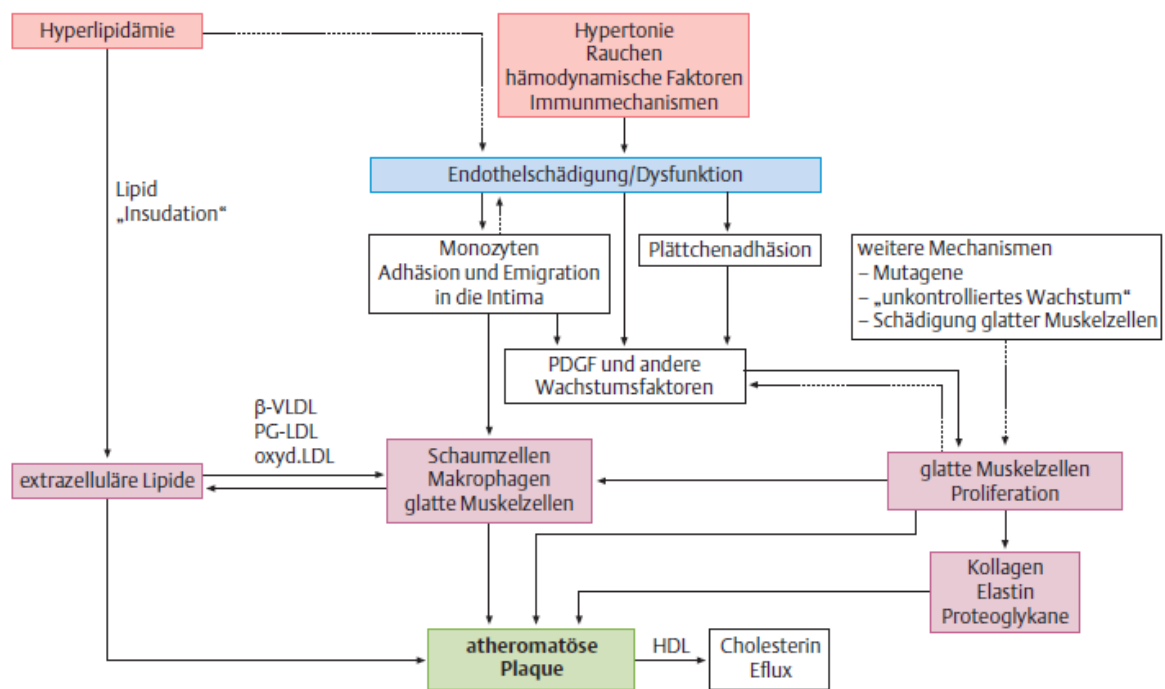 Hyperlipidämie
Hypertonie
Rauchen
hämodynamische Faktoren
Immunmechanismen
Endothelschädigung/Dysfunktion
Lipid
„Insudation“
Monozyten
Adhäsion und Emigration
in die Intima
Plättchenadhäsion
weitere Mechanismen
– Mutagene
– „unkontrolliertes Wachstum“
– Schädigung glatter Muskelzellen
PDGF und andere
Wachstumsfaktoren
β-VLDL
PG-LDL
oxyd.LDL
extrazelluläre Lipide
Schaumzellen
Makrophagen
glatte Muskelzellen
glatte Muskelzellen
Proliferation
Kollagen
Elastin
Proteoglykane
atheromatöse
Plaque
HDL
Cholesterin
Eflux